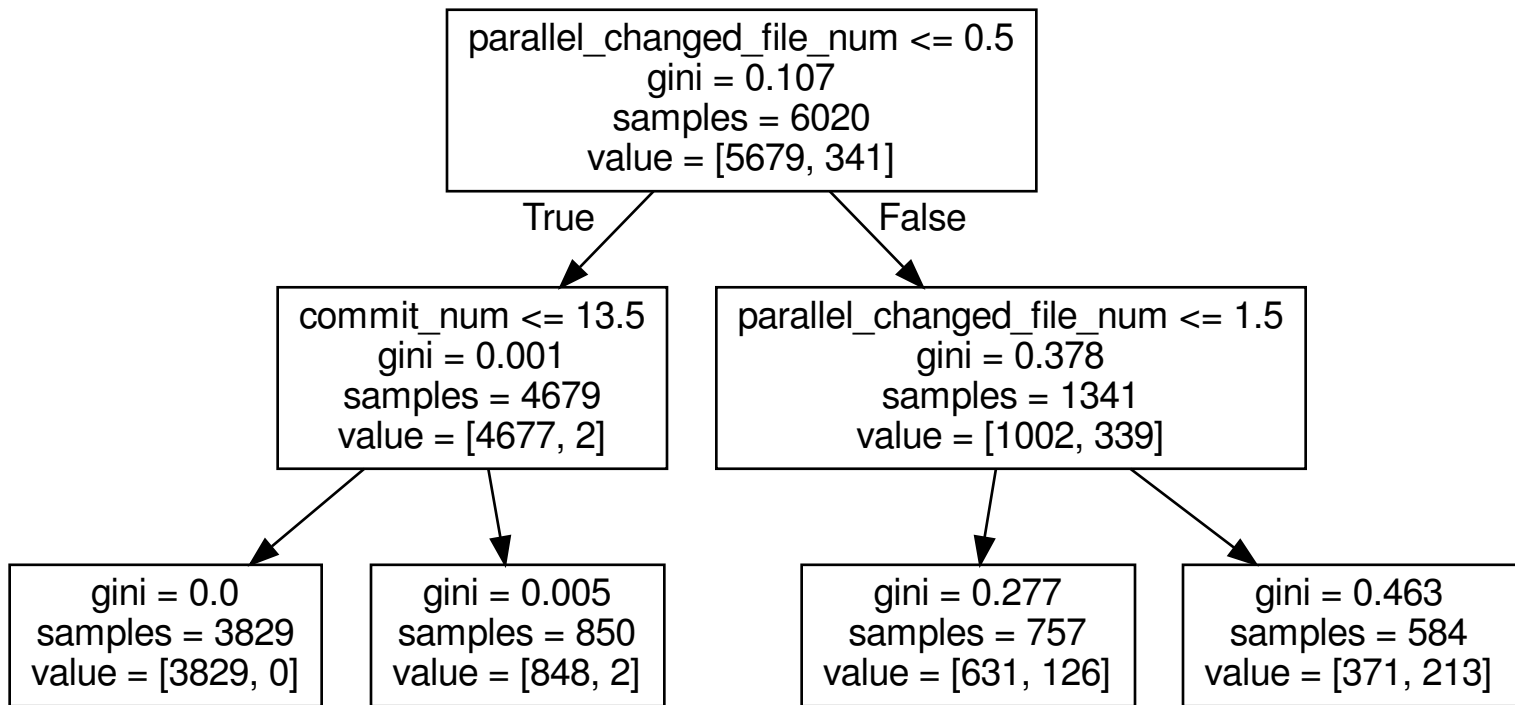 parallel_changed_file_num <= 0.5
gini = 0.107
samples = 6020
value = [5679, 341]
True
False
commit_num <= 13.5
gini = 0.001
samples = 4679
value = [4677, 2]
parallel_changed_file_num <= 1.5
gini = 0.378
samples = 1341
value = [1002, 339]
gini = 0.0
samples = 3829
value = [3829, 0]
gini = 0.005
samples = 850
value = [848, 2]
gini = 0.277
samples = 757
value = [631, 126]
gini = 0.463
samples = 584
value = [371, 213]